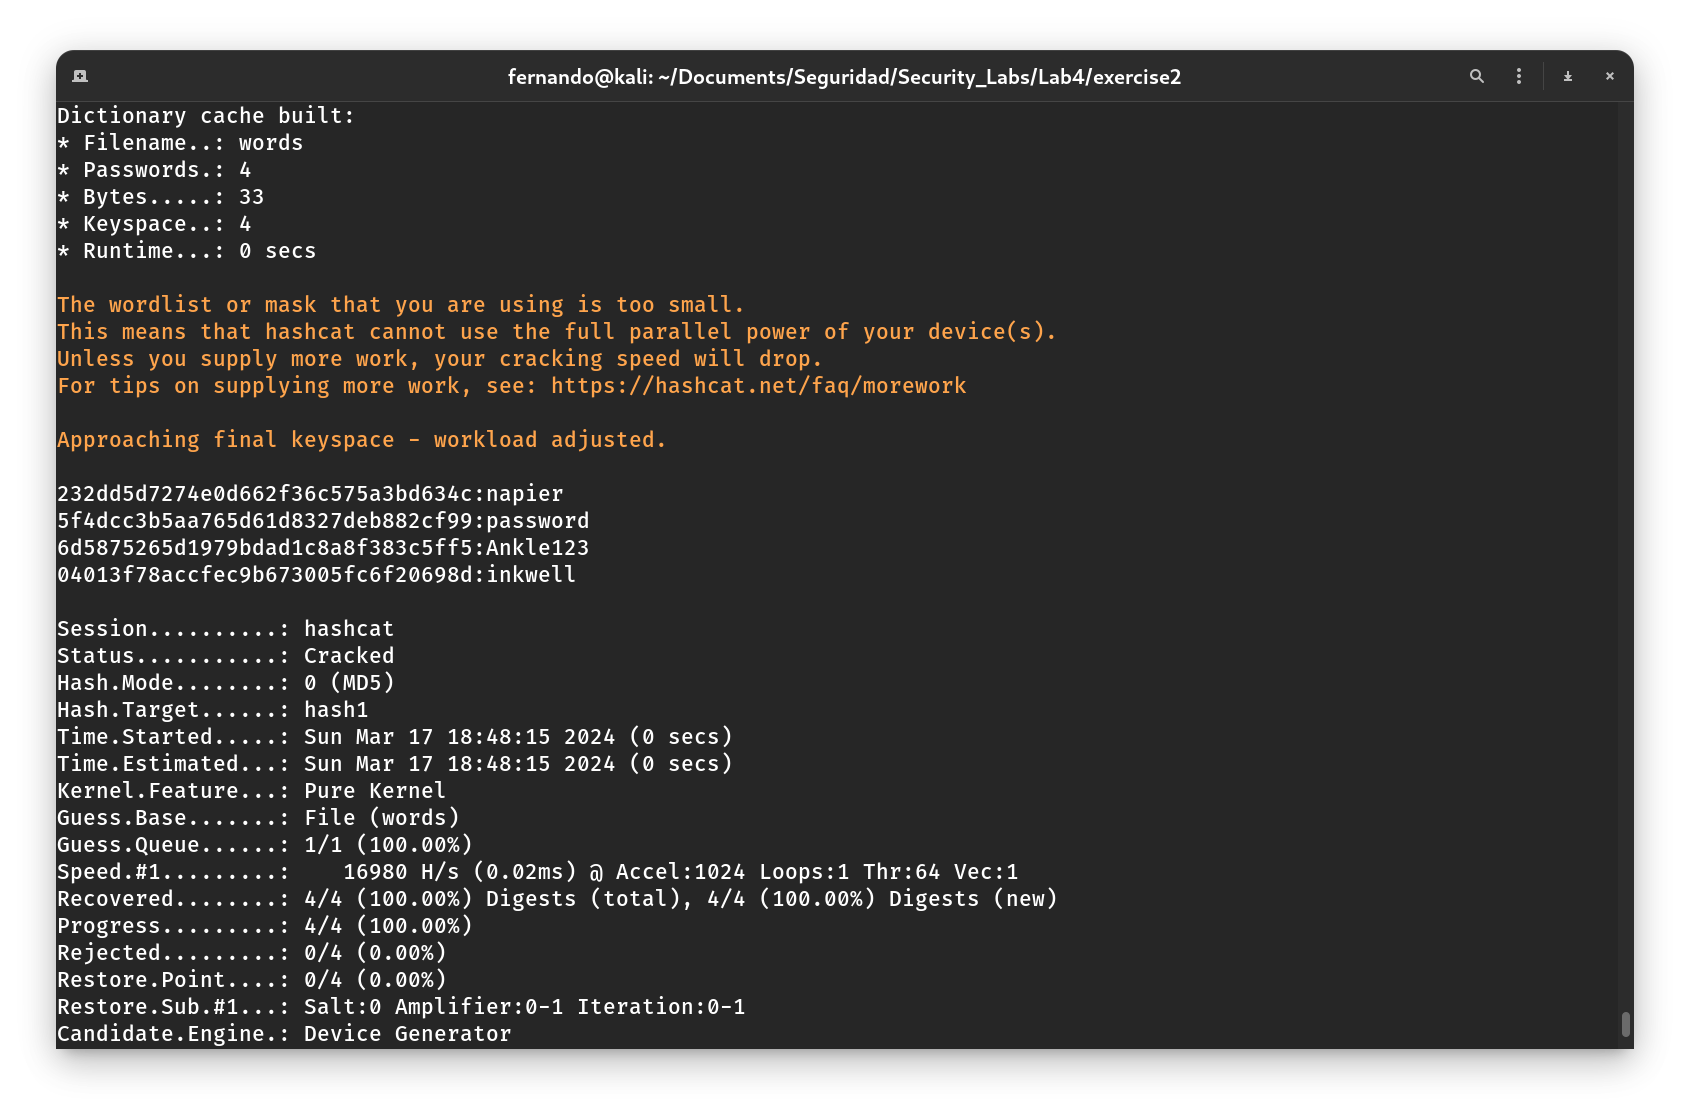 fernando@kali: ~/Documents/Seguridad/Security_Labs/Lab4/exercise2
Dictionary cache built:
* Filename..: words
* Passwords.: 4
* Bytes.....: 33
* Keyspace..: 4
* Runtime...: 0 secs
The wordlist or mask that you are using is too small.
This means that hashcat cannot use the full parallel power of your device(s).
Unless you supply more work, your cracking speed will drop.
For tips on supplying more work, see: https://hashcat.net/faq/morework
Approaching final keyspace - workload adjusted.
232dd5d7274e0d662f36c575a3bd634c:napier
5f4dcc3b5aa765d61d8327deb882cf99:password
6d5875265d1979bdad1c8a8f383c5ff5:Ankle123
04013f78accfec9b673005fc6f20698d:inkwell
Session..........: hashcat
Status...........: Cracked
Hash.Mode........: 0 (MD5)
Hash.Target......: hash1
Time.Started.....: Sun Mar 17 18:48:15 2024 (0 secs)
Time.Estimated...: Sun Mar 17 18:48:15 2024 (0 secs)
Kernel.Feature...: Pure Kernel
Guess.Base.......: File (words)
Guess.Queue......: 1/1 (100.00%)
Speed.#1.........:    16980 H/s (0.02ms) @ Accel:1024 Loops:1 Thr:64 Vec:1
Recovered........: 4/4 (100.00%) Digests (total), 4/4 (100.00%) Digests (new)
Progress.........: 4/4 (100.00%)
Rejected.........: 0/4 (0.00%)
Restore.Point....: 0/4 (0.00%)
Restore.Sub.#1...: Salt:0 Amplifier:0-1 Iteration:0-1
Candidate.Engine.: Device Generator